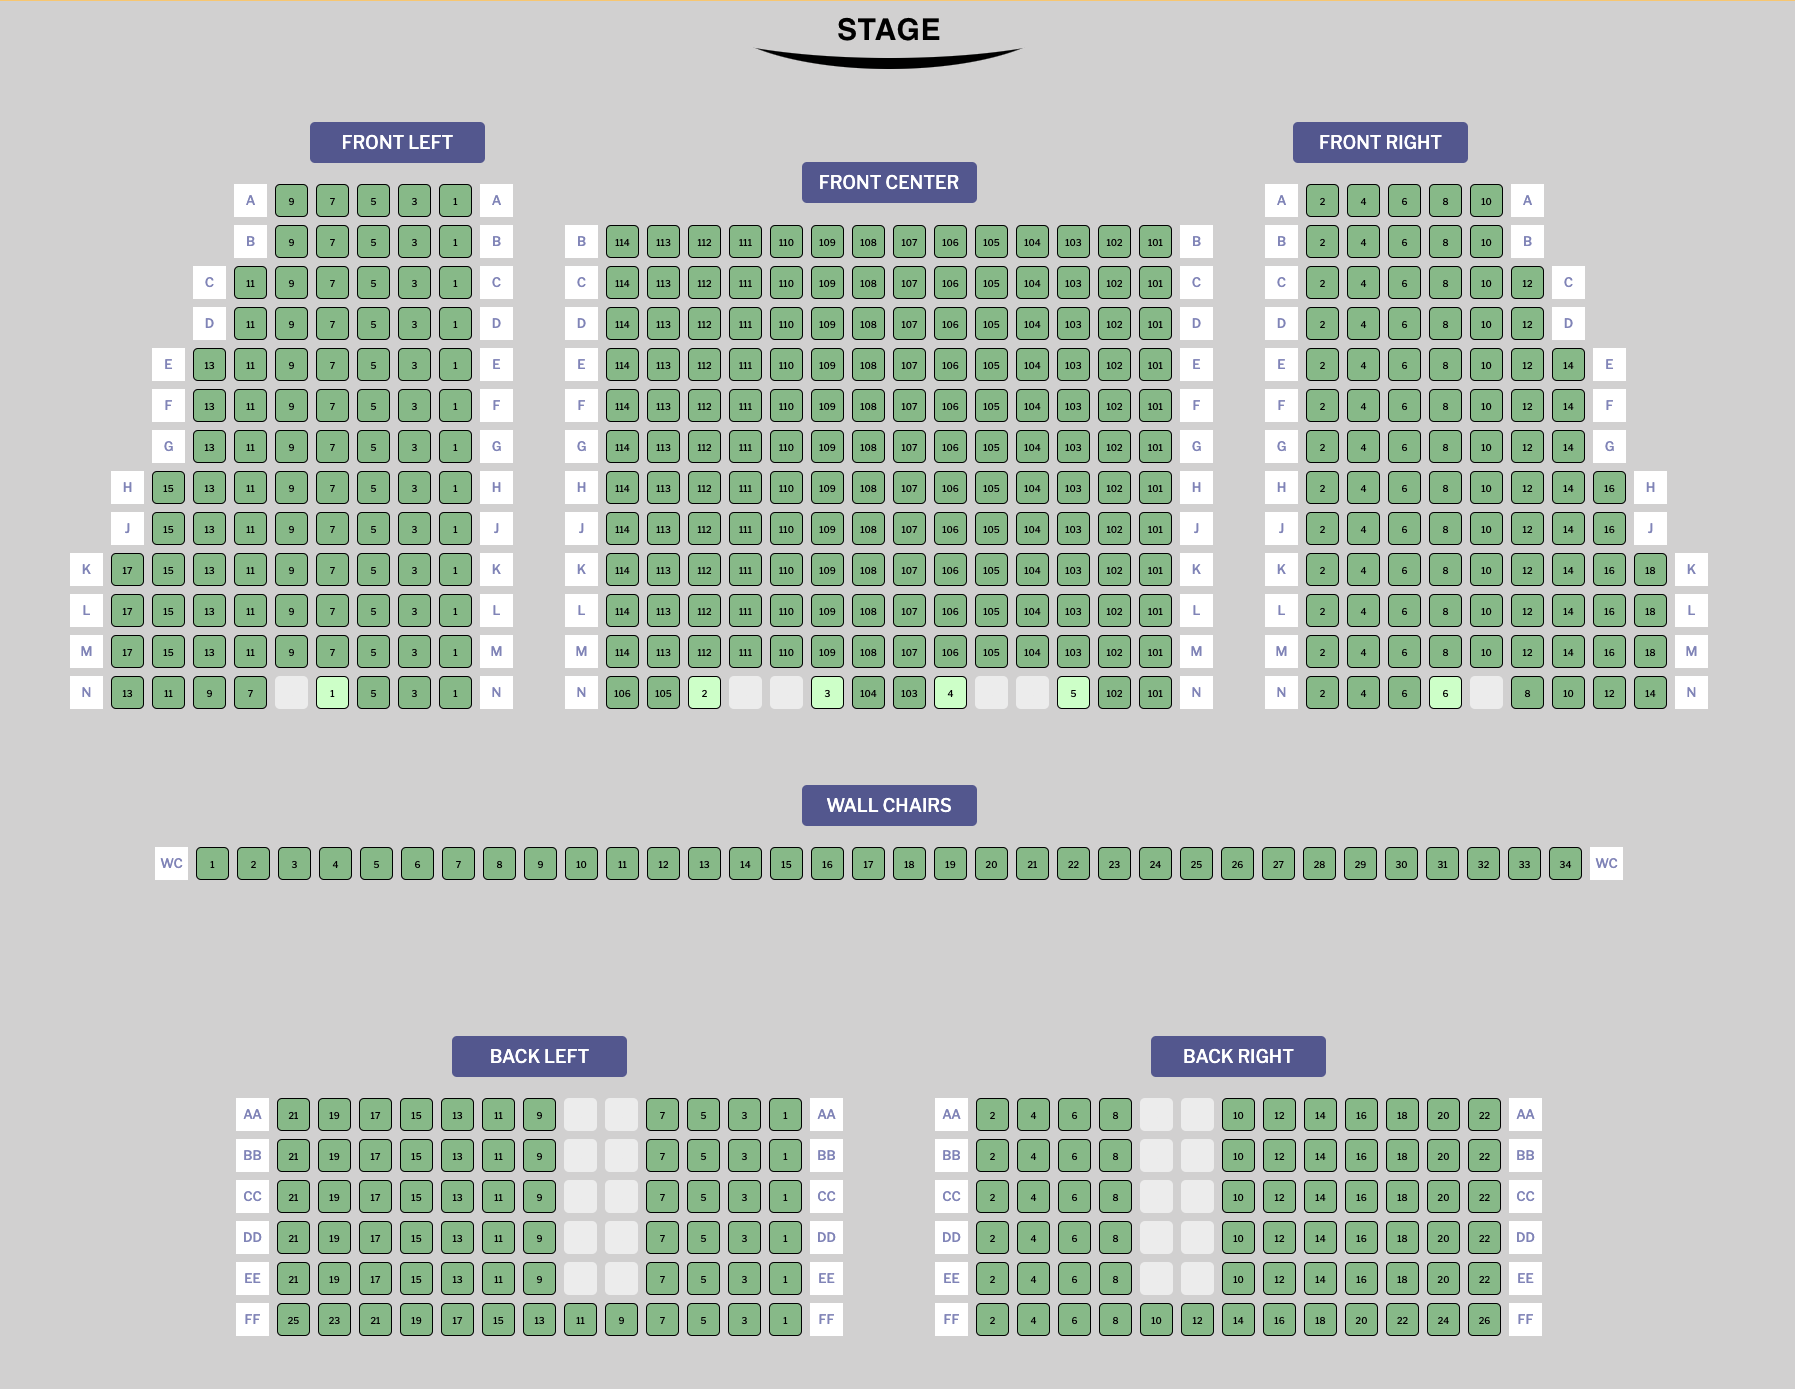 STAGE
FRONT LEFT
FRONT RIGHT
FRONT CENTER
A 9 7 5 3 1 A A 2 4 6 8 10 A
B 9 7 5 3 1 B B 114 113 112 111 110 109 108 107 106 105 104 103 102 101 B B 2 4 6 8 10 B
C 11 9 7 5 3 1 C C 114 113 112 111 110 109 108 107 106 105 104 103 102 101 C C 2 4 6 8 10 12 C
D 11 9 7 5 3 1 D D 114 113 112 111 110 109 108 107 106 105 104 103 102 101 D D 2 4 6 8 10 12 D
E 13 11 9 7 5 3 1 E E 114 113 112 111 110 109 108 107 106 105 104 103 102 101 E E 2 4 6 8 10 12 14 E
F 13 11 9 7 5 3 1 F F 114 113 112 111 110 109 108 107 106 105 104 103 102 101 F F 2 4 6 8 10 12 14 F
G 13 11 9 7 5 3 1 G G 114 113 112 111 110 109 108 107 106 105 104 103 102 101 G G 2 4 6 8 10 12 14 G
H 15 13 11 9 7 5 3 1 H H 114 113 112 111 110 109 108 107 106 105 104 103 102 101 H H 2 4 6 8 10 12 14 16 H
J 15 13 11 9 7 5 3 1 J J 114 113 112 111 110 109 108 107 106 105 104 103 102 101 J J 2 4 6 8 10 12 14 16 J
K 17 15 13 11 9 7 5 3 1 K K 114 113 112 111 110 109 108 107 106 105 104 103 102 101 K K 2 4 6 8 10 12 14 16 18 K
L 17 15 13 11 9 7 5 3 1 L L 114 113 112 111 110 109 108 107 106 105 104 103 102 101 L L 2 4 6 8 10 12 14 16 18 L
M 17 15 13 11 9 7 5 3 1 M M 114 113 112 111 110 109 108 107 106 105 104 103 102 101 M M 2 4 6 8 10 12 14 16 18 M
N 13 11 9 7 1 5 3 1 N N 106 105 2 3 104 103 4 5 102 101 N N 2 4 6 6 8 10 12 14 N
WALL CHAIRS
WC 1 2 3 4 5 6 7 8 9 10 11 12 13 14 15 16 17 18 19 20 21 22 23 24 25 26 27 28 29 30 31 32 33 34 WC
BACK LEFT
BACK RIGHT
AA 21 19 17 15 13 11 9 7 5 3 1 AA AA 2 4 6 8 10 12 14 16 18 20 22 AA
BB 21 19 17 15 13 11 9 7 5 3 1 BB BB 2 4 6 8 10 12 14 16 18 20 22 BB
CC 21 19 17 15 13 11 9 7 5 3 1 CC CC 2 4 6 8 10 12 14 16 18 20 22 CC
DD 21 19 17 15 13 11 9 7 5 3 1 DD DD 2 4 6 8 10 12 14 16 18 20 22 DD
EE 21 19 17 15 13 11 9 7 5 3 1 EE EE 2 4 6 8 10 12 14 16 18 20 22 EE
FF 25 23 21 19 17 15 13 11 9 7 5 3 1 FF FF 2 4 6 8 10 12 14 16 18 20 22 24 26 FF